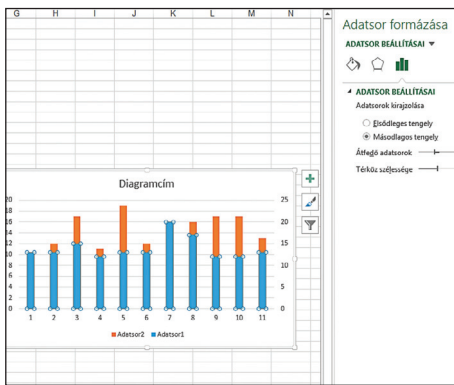 G H I J K L M N
Adatsor formázása
ADATSOR BEÁLLÍTÁSAI
ADATSOR BEÁLLÍTÁSAI
Adatsorok kirajzolása
Elsődleges tengely
Másodlagos tengely
Átfedő adatsorok
Térköz szélessége
Diagramcím
20 25
18
16 20
14
12 15
10
8 10
6
4 5
2
0 0
1 2 3 4 5 6 7 8 9 10 11
Adatsor2 Adatsor1